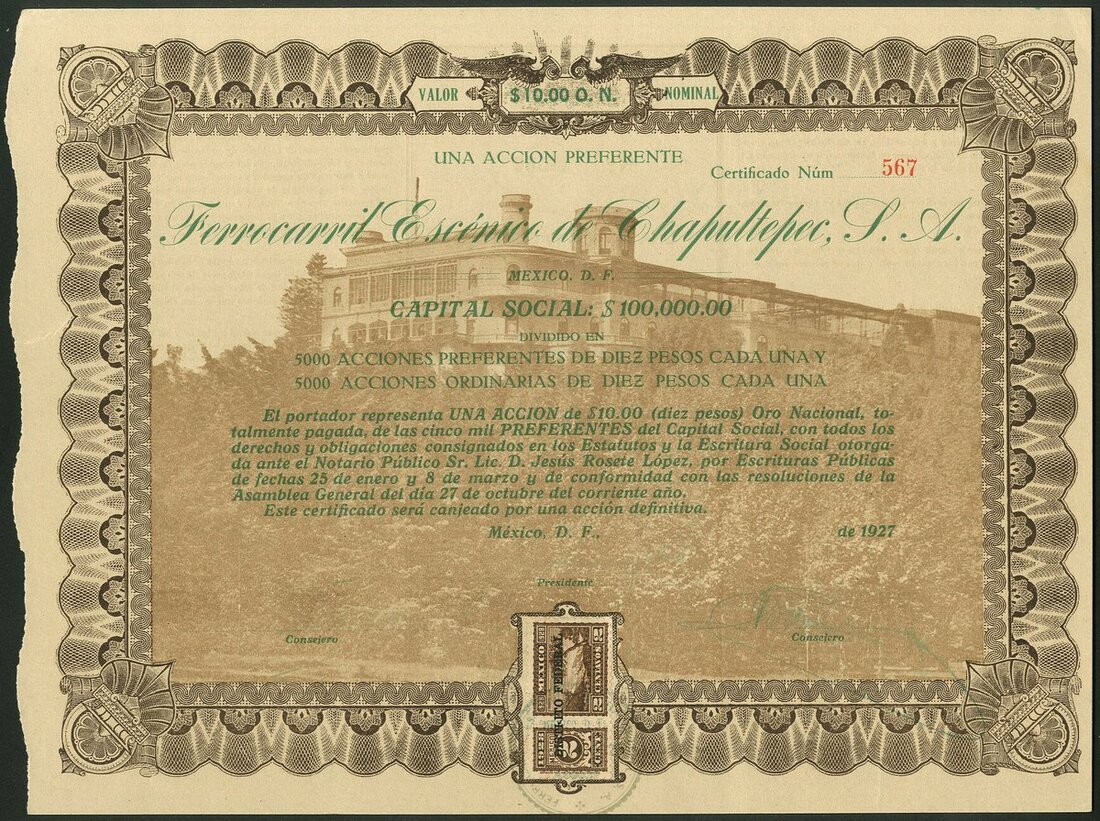 VALOR $10.00 O. N. NOMINAL
UNA ACCION PREFERENTE
Certificado Núm 567
Ferrocarril Escénico de Chapultepec, S. A.
MEXICO, D. F.
CAPITAL SOCIAL: $100,000.00
DIVIDIDO EN
5000 ACCIONES PREFERENTES DE DIEZ PESOS CADA UNA Y
5000 ACCIONES ORDINARIAS DE DIEZ PESOS CADA UNA
El portador representa UNA ACCION de $10.00 (diez pesos) Oro Nacional, to-
talmente pagada, de las cinco mil PREFERENTES del Capital Social, con todos los
derechos y obligaciones consignados en los Estatutos y la Escritura Social otorga-
da ante el Notario Público Sr. Lic. D. Jesús Rosete López, por Escrituras Públicas
de fechas 25 de enero y 8 de marzo y de conformidad con las resoluciones de la
Asamblea General del día 27 de octubre del corriente año.
Este certificado será canjeado por una acción definitiva.
México, D. F., de 1927
Presidente
Consejero
Consejero
MEXICO
CENTAVOS
DISTRITO FEDERAL
2